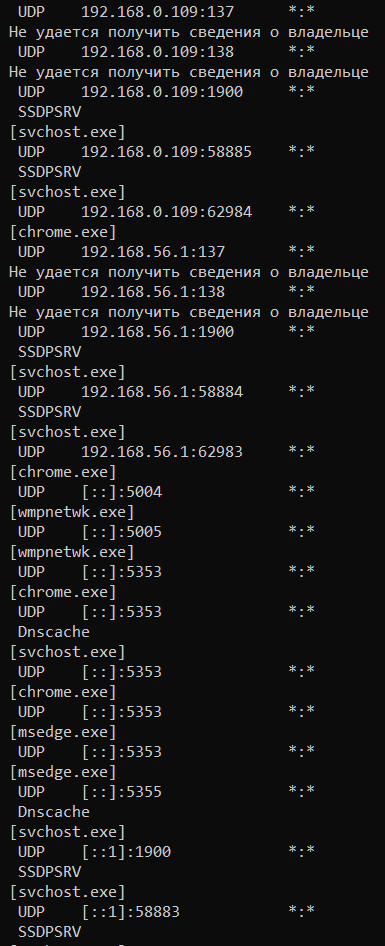 UDP    192.168.0.109:137      *:*
Не удается получить сведения о владельце
UDP    192.168.0.109:138      *:*
Не удается получить сведения о владельце
UDP    192.168.0.109:1900     *:*
SSDPSRV
[svchost.exe]
UDP    192.168.0.109:58885    *:*
SSDPSRV
[svchost.exe]
UDP    192.168.0.109:62984    *:*
[chrome.exe]
UDP    192.168.56.1:137       *:*
Не удается получить сведения о владельце
UDP    192.168.56.1:138       *:*
Не удается получить сведения о владельце
UDP    192.168.56.1:1900      *:*
SSDPSRV
[svchost.exe]
UDP    192.168.56.1:58884     *:*
SSDPSRV
[svchost.exe]
UDP    192.168.56.1:62983     *:*
[chrome.exe]
UDP    [::]:5004              *:*
[wmpnetwk.exe]
UDP    [::]:5005              *:*
[wmpnetwk.exe]
UDP    [::]:5353              *:*
[chrome.exe]
UDP    [::]:5353              *:*
Dnscache
[svchost.exe]
UDP    [::]:5353              *:*
[chrome.exe]
UDP    [::]:5353              *:*
[msedge.exe]
UDP    [::]:5353              *:*
[msedge.exe]
UDP    [::]:5355              *:*
Dnscache
[svchost.exe]
UDP    [::1]:1900             *:*
SSDPSRV
[svchost.exe]
UDP    [::1]:58883            *:*
SSDPSRV